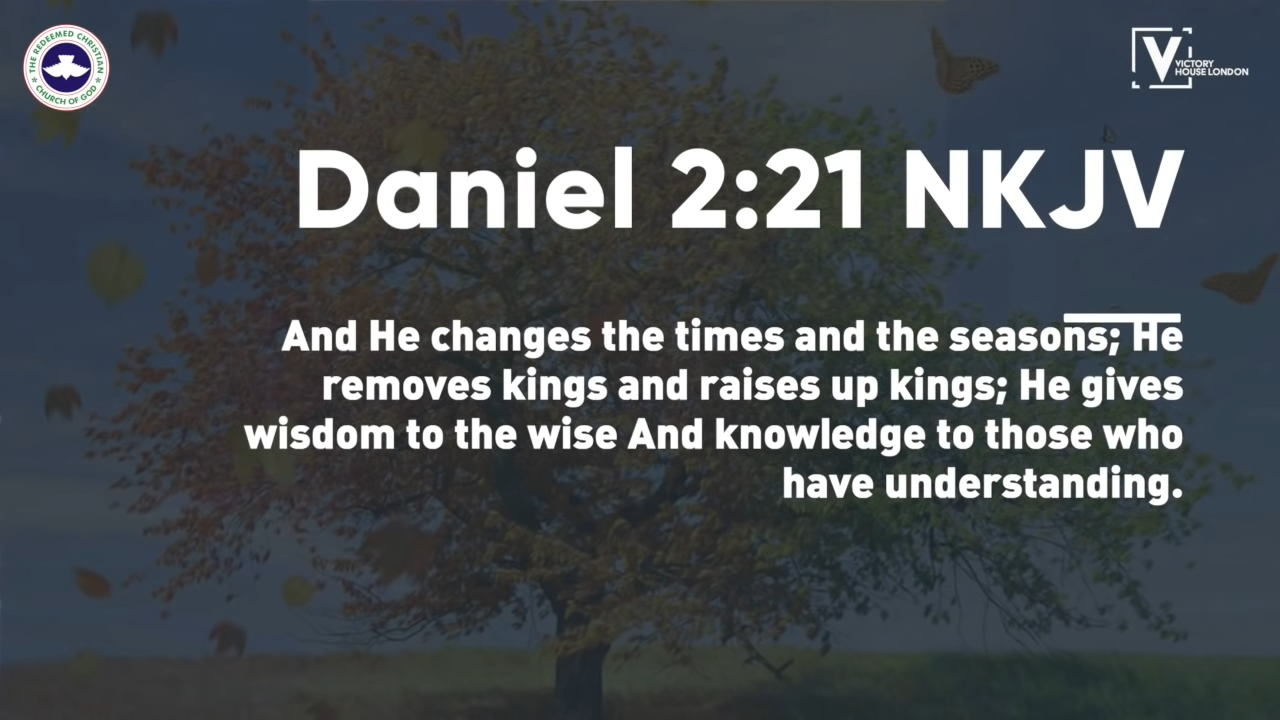 THE REDEEMED CHRISTIAN
CHURCH OF GOD
VICTORY
HOUSE LONDON
Daniel 2:21 NKJV
And He changes the times and the seasons; He
removes kings and raises up kings; He gives
wisdom to the wise And knowledge to those who
have understanding.